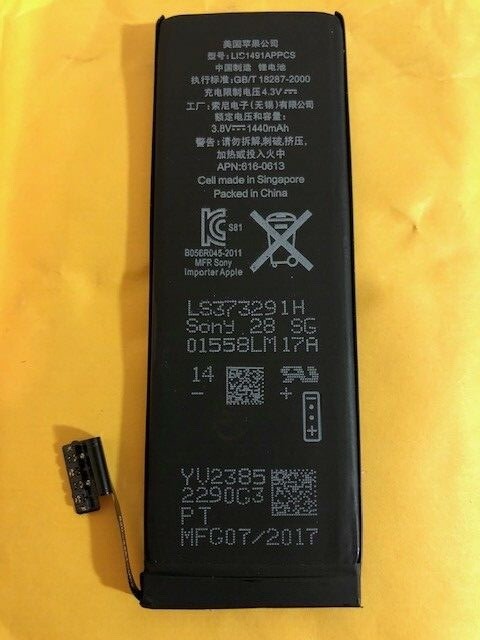 美国苹果公司
型号：LIS1491APPCS
中国制造 锂电池
执行标准：GB/T 18287-2000
充电限制电压4.3V⎓
工厂：索尼电子（无锡）有限公司
额定电压和容量：
3.8V⎓1440mAh
警告：请勿拆解,刺破,挤压,
加热或投入火中
APN:616-0613
Cell made in Singapore
Packed in China
S81
B056R045-2011
MFR Sony
Importer Apple
LS373291H
Sony 28 SG
01558LM17A
14
−
+
+
YV2385
2290G3
PT
MFG07/2017